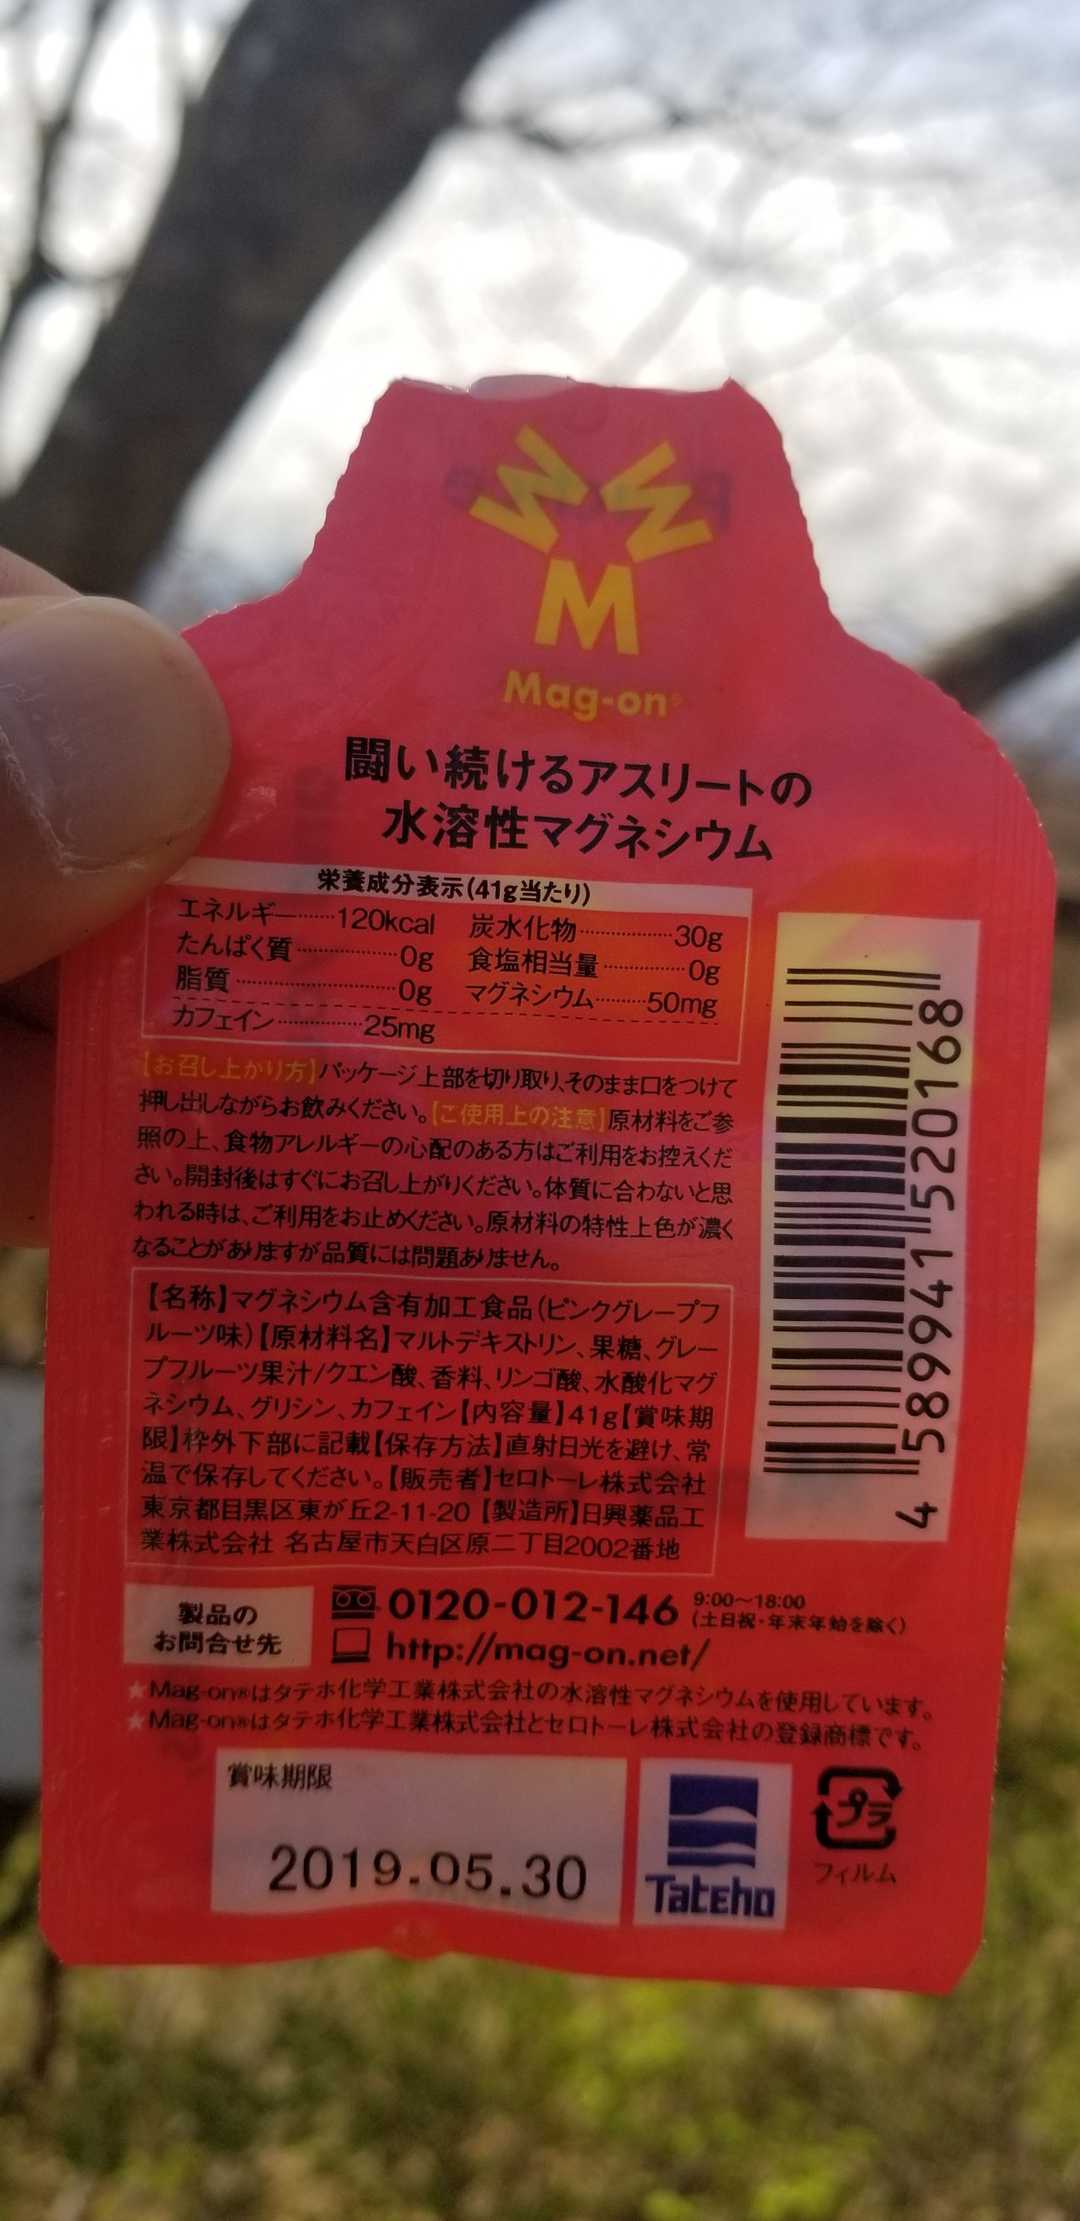 Mag-on®
闘い続けるアスリートの
水溶性マグネシウム
栄養成分表示(41g当たり)
エネルギー……120kcal 炭水化物……………30g
たんぱく質……………0g 食塩相当量…………0g
脂質……………………0g マグネシウム………50mg
カフェイン…………25mg
【お召し上がり方】パッケージ上部を切り取り、そのまま口をつけて
押し出しながらお飲みください。【ご使用上の注意】原材料をご参
照の上、食物アレルギーの心配のある方はご利用をお控えくだ
さい。開封後はすぐにお召し上がりください。体質に合わないと思
われる時は、ご利用をお止めください。原材料の特性上色が濃く
なることがありますが品質には問題ありません。
【名称】マグネシウム含有加工食品(ピンクグレープフ
ルーツ味)【原材料名】マルトデキストリン、果糖、グレー
プフルーツ果汁/クエン酸、香料、リンゴ酸、水酸化マグ
ネシウム、グリシン、カフェイン【内容量】41g【賞味期
限】枠外下部に記載【保存方法】直射日光を避け、常
温で保存してください。【販売者】セロトーレ株式会社
東京都目黒区東が丘2-11-20【製造所】日興薬品工
業株式会社 名古屋市天白区原二丁目2002番地
4 589941 520168
製品の
お問合せ先
0120-012-146 9:00～18:00
(土日祝・年末年始を除く)
http://mag-on.net/
★Mag-on®はタテホ化学工業株式会社の水溶性マグネシウムを使用しています。
★Mag-on®はタテホ化学工業株式会社とセロトーレ株式会社の登録商標です。
賞味期限
2019.05.30
Tateho
プラ
フィルム